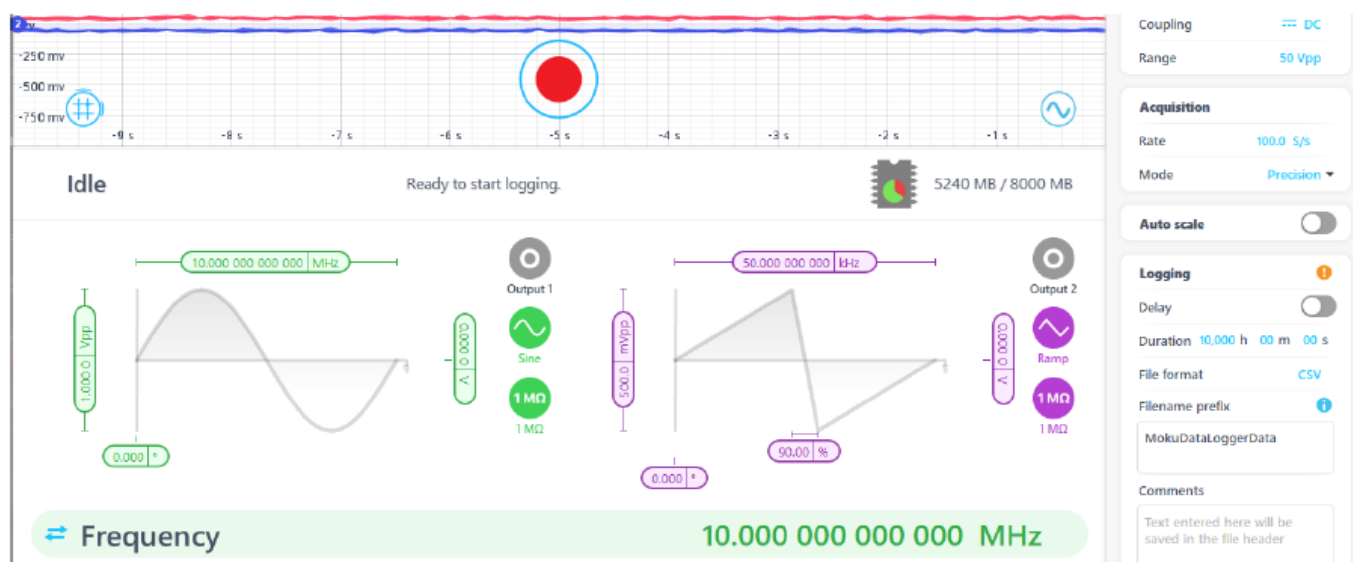 2
-250 mv
-500 mv
-750 mv
-9 s
-8 s
-7 s
-6 s
-5 s
-4 s
-3 s
-2 s
-1 s
Idle
Ready to start logging.
5240 MB / 8000 MB
10.000 000 000 000 MHz
1.000 0 Vpp
0.000 0 V
0.000 °
Output 1
Sine
1 MΩ
1 MΩ
50.000 000 000 kHz
500.0 mVpp
0.000 0 V
90.00 %
0.000 °
Output 2
Ramp
1 MΩ
1 MΩ
Frequency 10.000 000 000 000 MHz
Coupling DC
Range 50 Vpp
Acquisition
Rate 100.0 S/s
Mode Precision
Auto scale
Logging !
Delay
Duration 10,000 h 00 m 00 s
File format CSV
Filename prefix i
MokuDataLoggerData
Comments
Text entered here will be
saved in the file header